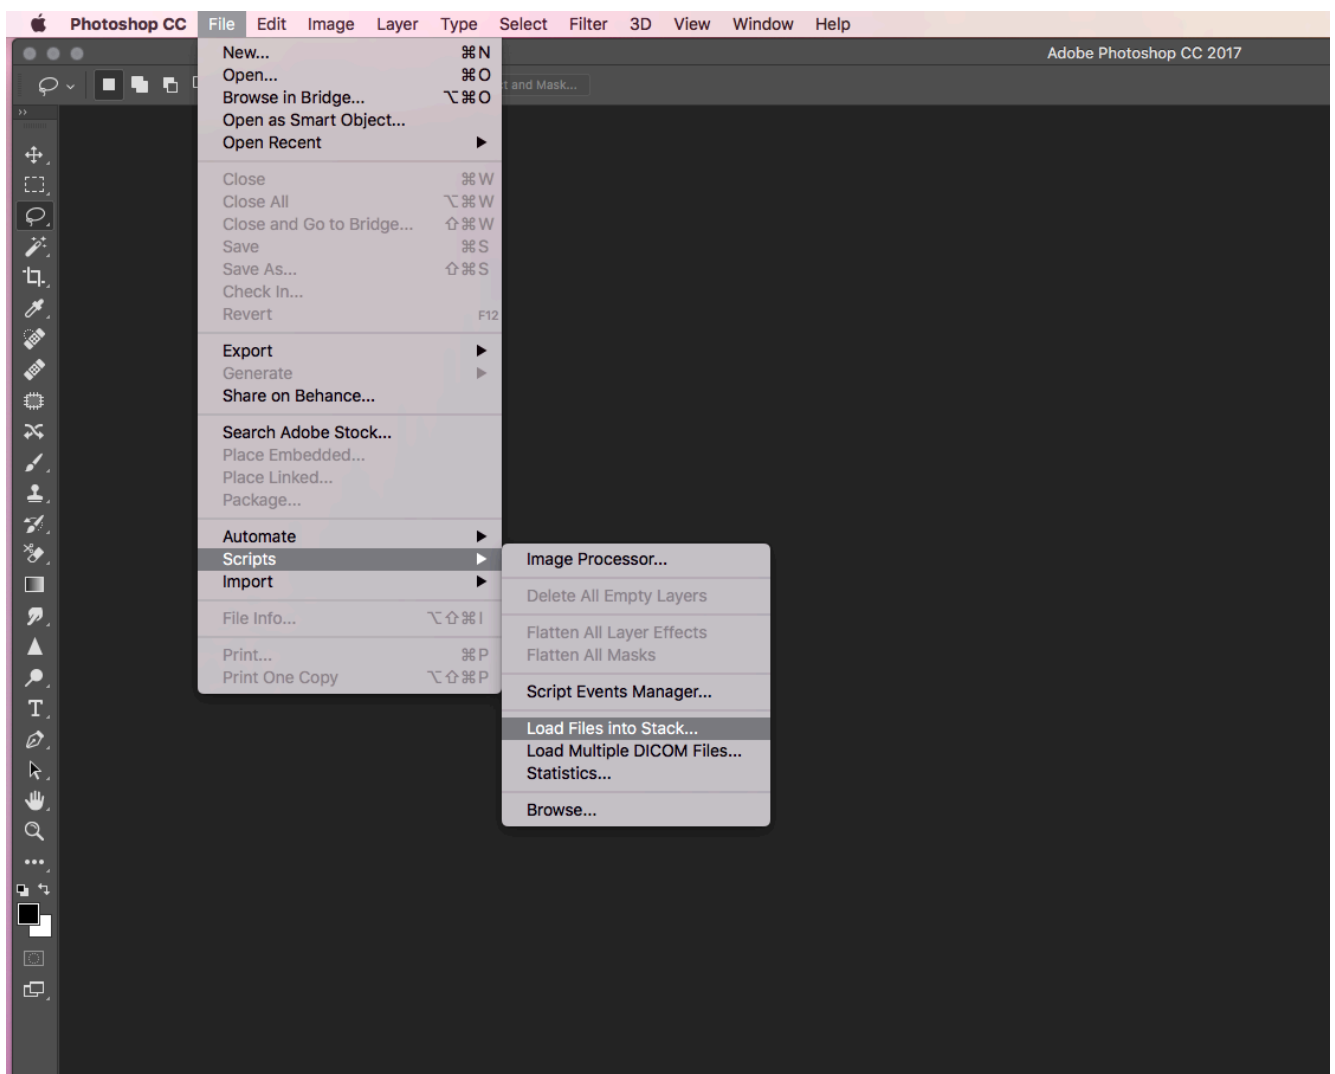 Photoshop CC File Edit Image Layer Type Select Filter 3D View Window Help
Adobe Photoshop CC 2017
and Mask...
New... ⌘N
Open... ⌘O
Browse in Bridge... ⌥⌘O
Open as Smart Object...
Open Recent
Close ⌘W
Close All ⌥⌘W
Close and Go to Bridge... ⇧⌘W
Save ⌘S
Save As... ⇧⌘S
Check In...
Revert F12
Export
Generate
Share on Behance...
Search Adobe Stock...
Place Embedded...
Place Linked...
Package...
Automate
Scripts
Import
File Info... ⌥⇧⌘I
Print... ⌘P
Print One Copy ⌥⇧⌘P
Image Processor...
Delete All Empty Layers
Flatten All Layer Effects
Flatten All Masks
Script Events Manager...
Load Files into Stack...
Load Multiple DICOM Files...
Statistics...
Browse...